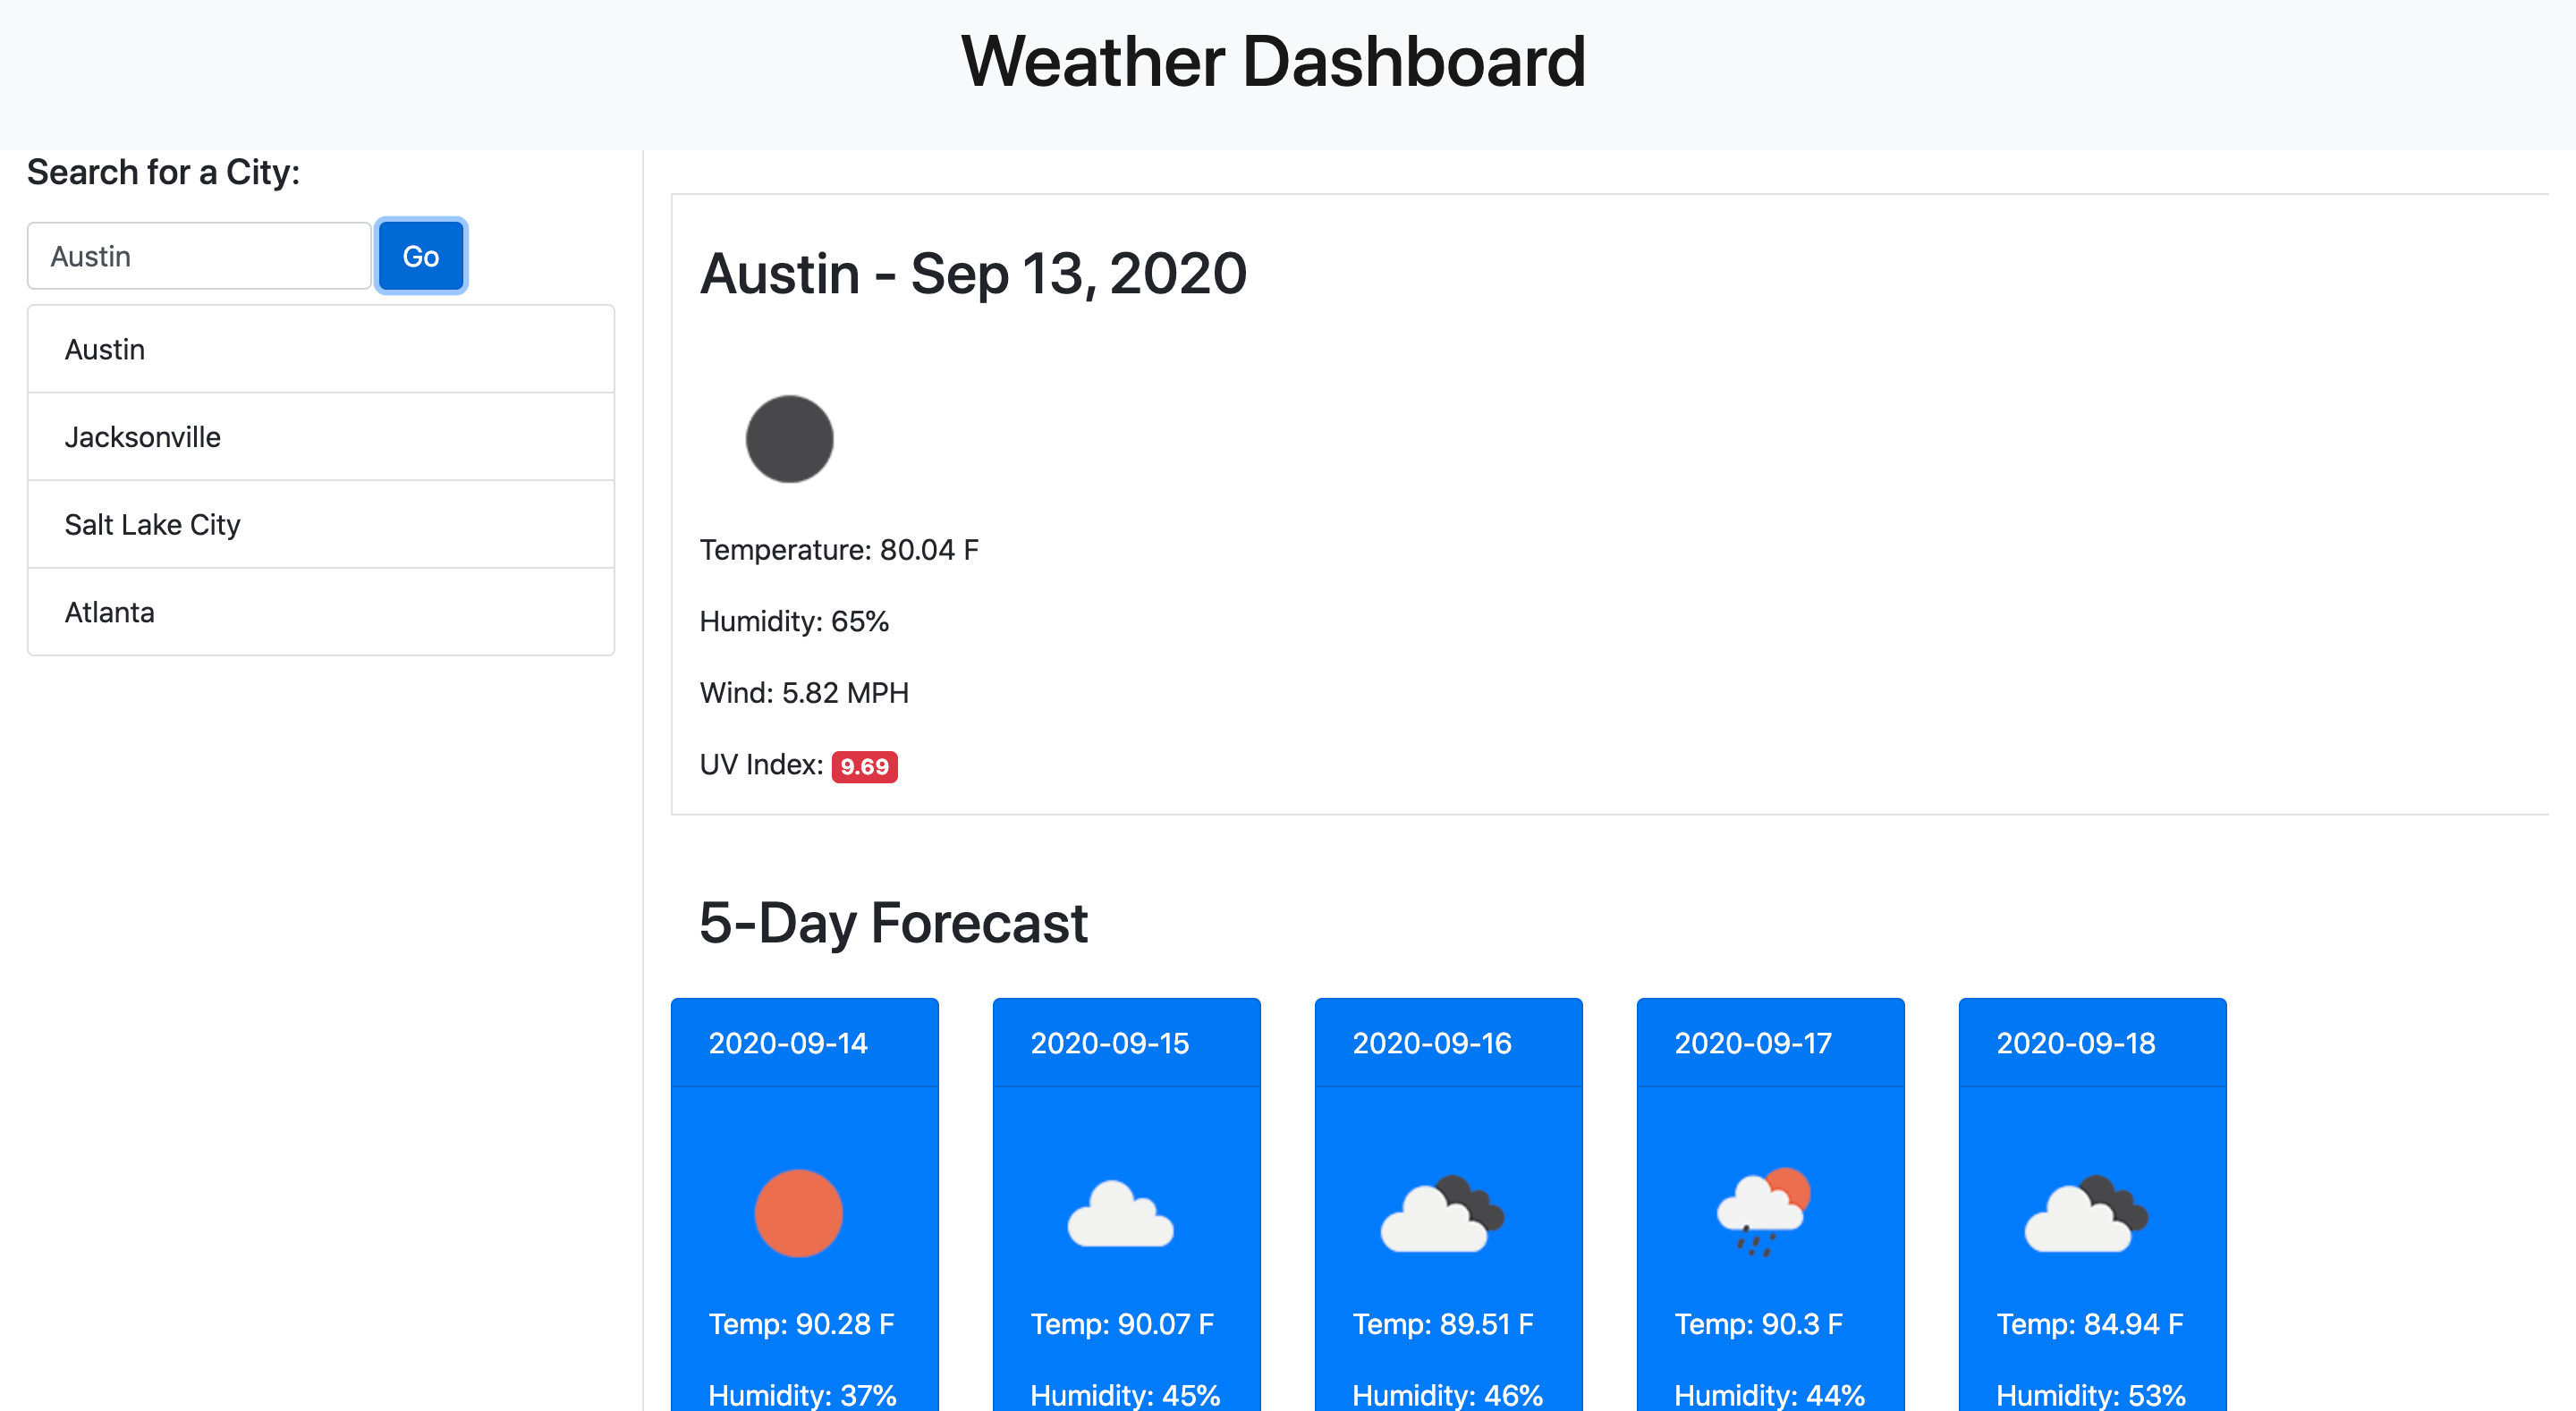 Weather Dashboard
Search for a City:
Austin
Go
Austin
Jacksonville
Salt Lake City
Atlanta
Austin - Sep 13, 2020
Temperature: 80.04 F
Humidity: 65%
Wind: 5.82 MPH
UV Index: 9.69
5-Day Forecast
2020-09-14
Temp: 90.28 F
Humidity: 37%
2020-09-15
Temp: 90.07 F
Humidity: 45%
2020-09-16
Temp: 89.51 F
Humidity: 46%
2020-09-17
Temp: 90.3 F
Humidity: 44%
2020-09-18
Temp: 84.94 F
Humidity: 53%